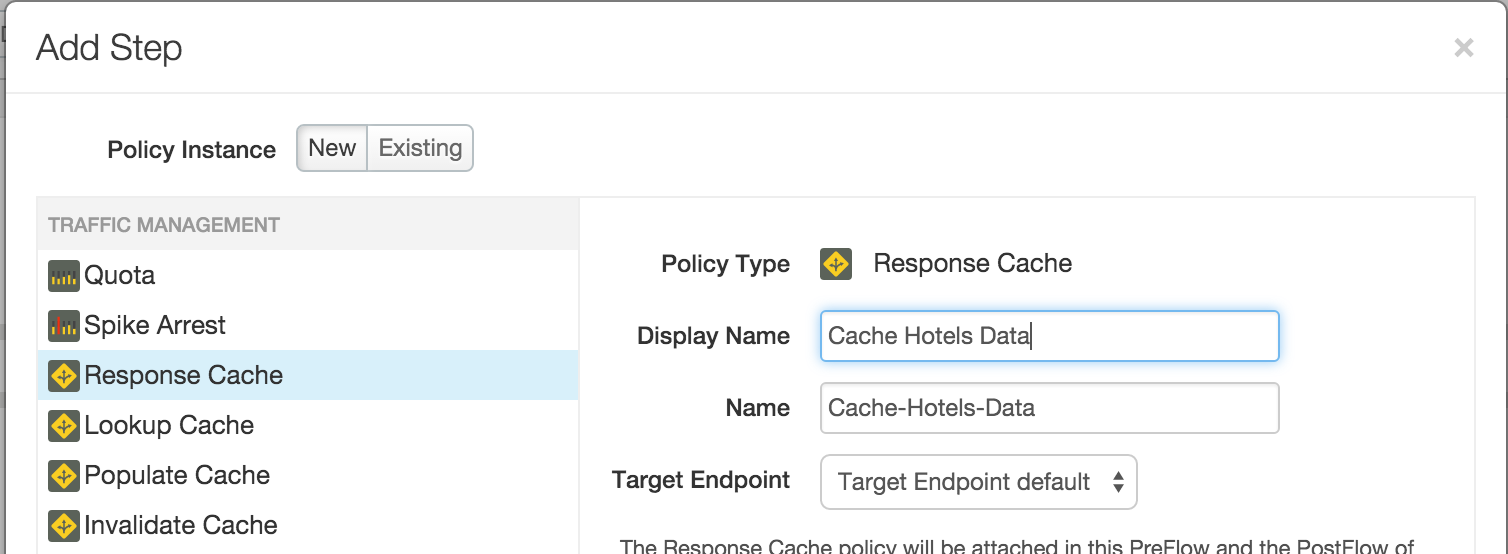 Add Step
×
Policy Instance New Existing
TRAFFIC MANAGEMENT
Quota
Spike Arrest
Response Cache
Lookup Cache
Populate Cache
Invalidate Cache
Policy Type Response Cache
Display Name Cache Hotels Data
Name Cache-Hotels-Data
Target Endpoint Target Endpoint default
The Response Cache policy will be attached in this PreFlow and the PostFlow of